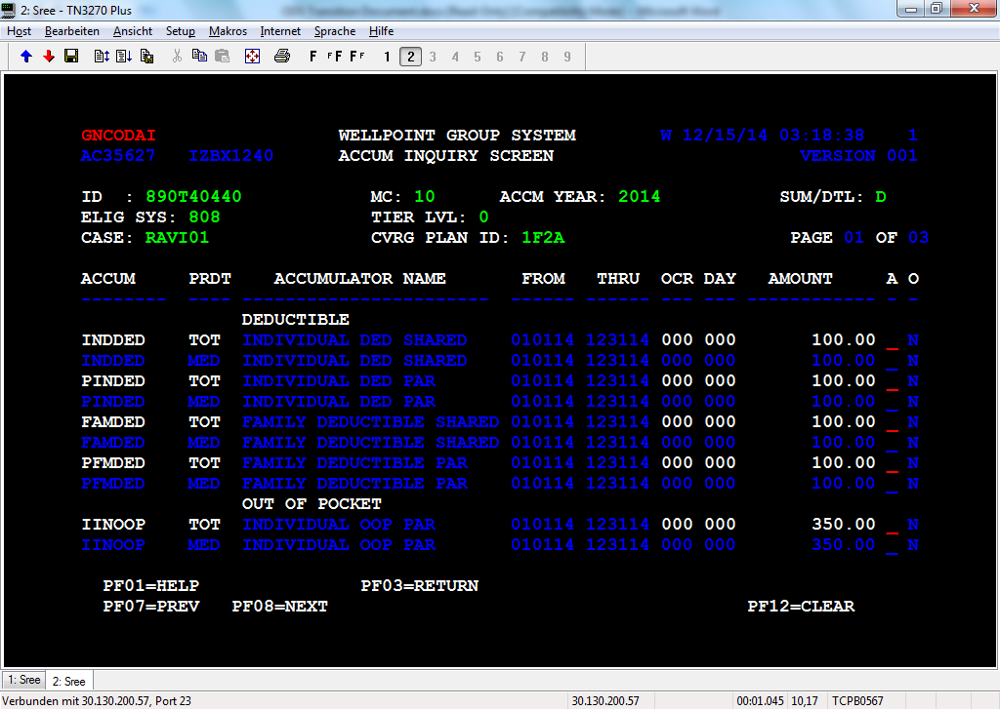 2: Sree - TN3270 Plus
Host Bearbeiten Ansicht Setup Makros Internet Sprache Hilfe
F FF FF 1 2 3 4 5 6 7 8 9
GNCODAI WELLPOINT GROUP SYSTEM W 12/15/14 03:18:38 1
AC35627 IZBX1240 ACCUM INQUIRY SCREEN VERSION 001
ID : 890T40440 MC: 10 ACCM YEAR: 2014 SUM/DTL: D
ELIG SYS: 808 TIER LVL: 0
CASE: RAVI01 CVRG PLAN ID: 1F2A PAGE 01 OF 03
ACCUM PRDT ACCUMULATOR NAME FROM THRU OCR DAY AMOUNT A O
-------- ---- ----------------------- ------ ------ --- --- ------------ - -
DEDUCTIBLE
INDDED TOT INDIVIDUAL DED SHARED 010114 123114 000 000 100.00 _ N
INDDED MED INDIVIDUAL DED SHARED 010114 123114 000 000 100.00 _ N
PINDED TOT INDIVIDUAL DED PAR 010114 123114 000 000 100.00 _ N
PINDED MED INDIVIDUAL DED PAR 010114 123114 000 000 100.00 _ N
FAMDED TOT FAMILY DEDUCTIBLE SHARED 010114 123114 000 000 100.00 _ N
FAMDED MED FAMILY DEDUCTIBLE SHARED 010114 123114 000 000 100.00 _ N
PFMDED TOT FAMILY DEDUCTIBLE PAR 010114 123114 000 000 100.00 _ N
PFMDED MED FAMILY DEDUCTIBLE PAR 010114 123114 000 000 100.00 _ N
OUT OF POCKET
IINOOP TOT INDIVIDUAL OOP PAR 010114 123114 000 000 350.00 _ N
IINOOP MED INDIVIDUAL OOP PAR 010114 123114 000 000 350.00 _ N
PF01=HELP PF03=RETURN
PF07=PREV PF08=NEXT PF12=CLEAR
1: Sree 2: Sree
Verbunden mit 30.130.200.57, Port 23 30.130.200.57 00:01.045 10,17 TCPB0567